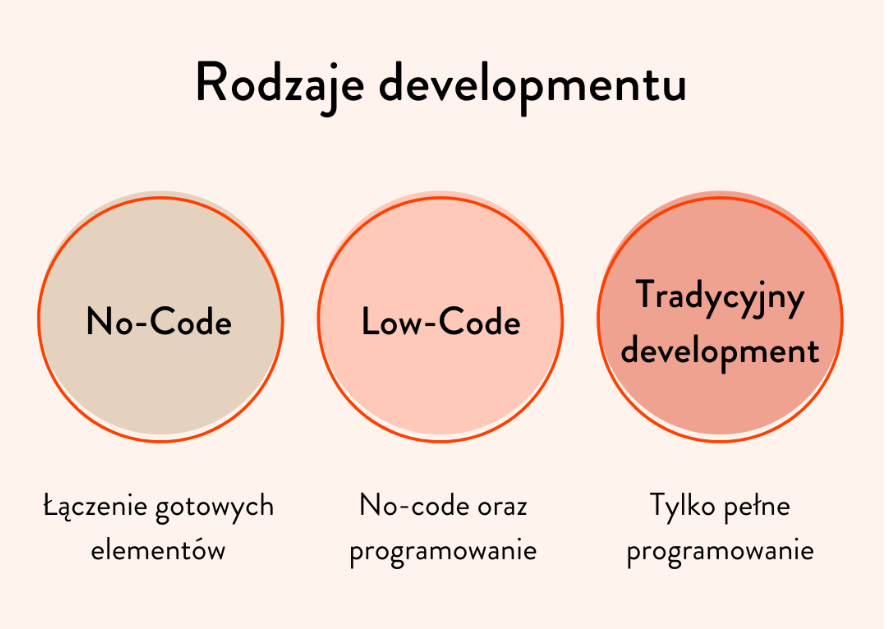 Rodzaje developmentu
No-Code
Łączenie gotowych
elementów
Low-Code
No-code oraz
programowanie
Tradycyjny
development
Tylko pełne
programowanie